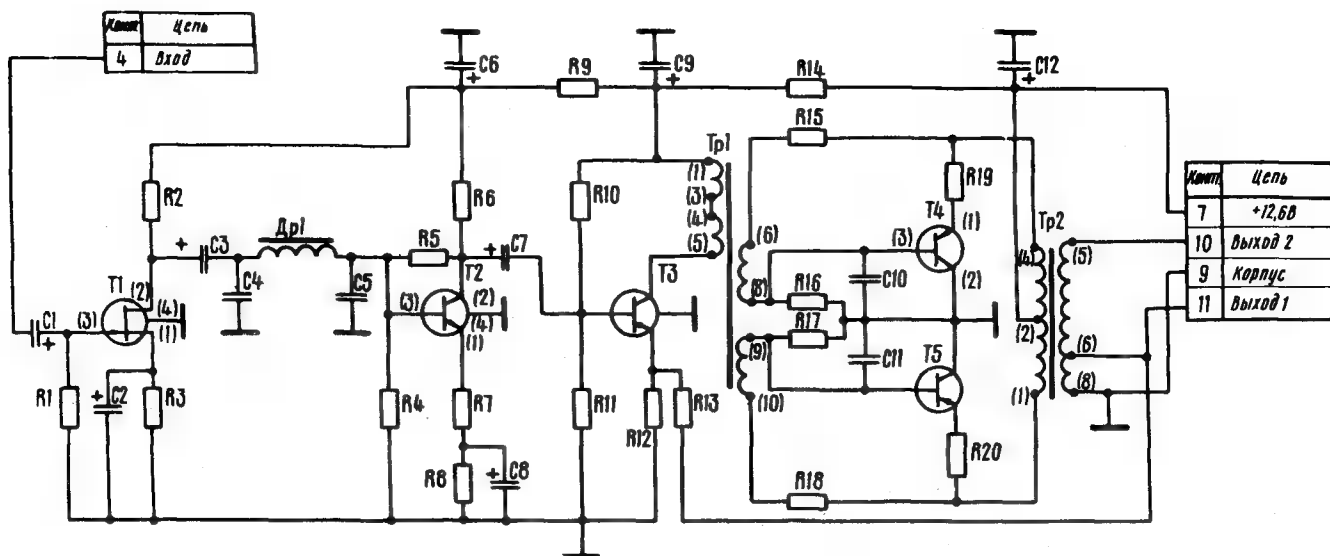 Конт Цепь
4 Вход
C6
R9
C9
R14
C12
R15
Тр1
R2
R6
R10
(1)
(3)
(4)
(5)
R19
T4
(1)
(3)
(2)
Тр2
Конт Цепь
7 +12,6В
10 Выход 2
9 Корпус
11 Выход 1
Др1
C3
R5
C7
T2
T3
(6)
(8)
C10
R16
R17
(4)
(2)
(5)
C4
C5
T1
(2)
(4)
(1)
(3)
C1
(3)
(2)
(4)
(1)
(9)
C11
T5
(10)
(6)
(8)
(1)
R1
C2
R3
R4
R7
R11
R12
R13
R8
C8
R20
R18